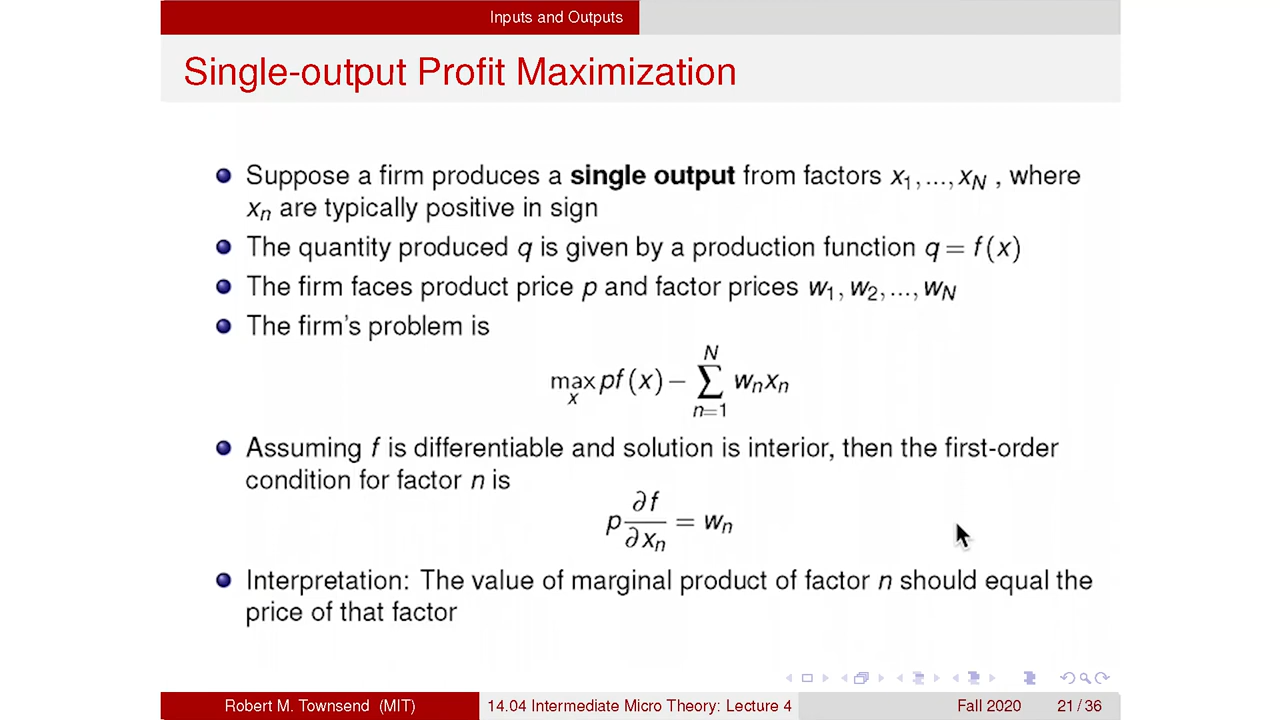 Inputs and Outputs
Single-output Profit Maximization
Suppose a firm produces a single output from factors x₁,...,x_N , where
xₙ are typically positive in sign
The quantity produced q is given by a production function q = f(x)
The firm faces product price p and factor prices w₁, w₂, ..., w_N
The firm's problem is
max_x pf(x) − ∑_{n=1}^{N} wₙxₙ
Assuming f is differentiable and solution is interior, then the first-order
condition for factor n is
p ∂f/∂xₙ = wₙ
Interpretation: The value of marginal product of factor n should equal the
price of that factor
Robert M. Townsend (MIT) 14.04 Intermediate Micro Theory: Lecture 4 Fall 2020 21 / 36